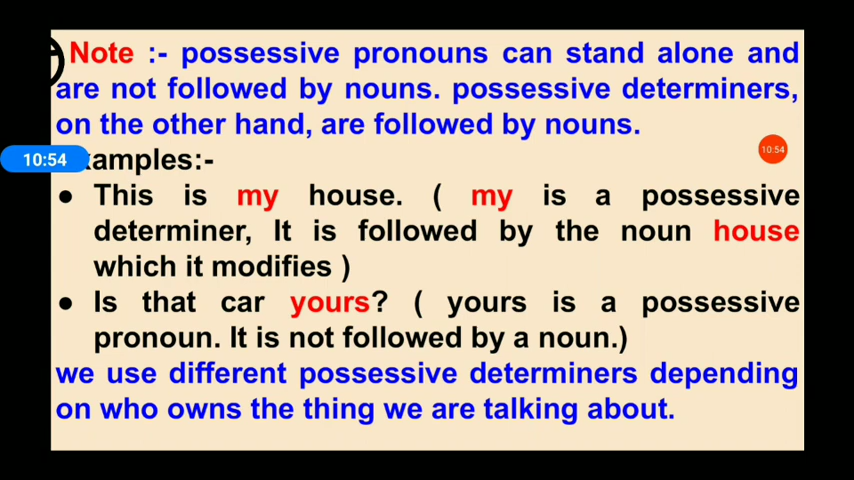 Note :- possessive pronouns can stand alone and
are not followed by nouns. possessive determiners,
on the other hand, are followed by nouns.
10:54
xamples:-
10:54
● This is my house. ( my is a possessive
determiner, It is followed by the noun house
which it modifies )
● Is that car yours? ( yours is a possessive
pronoun. It is not followed by a noun.)
we use different possessive determiners depending
on who owns the thing we are talking about.